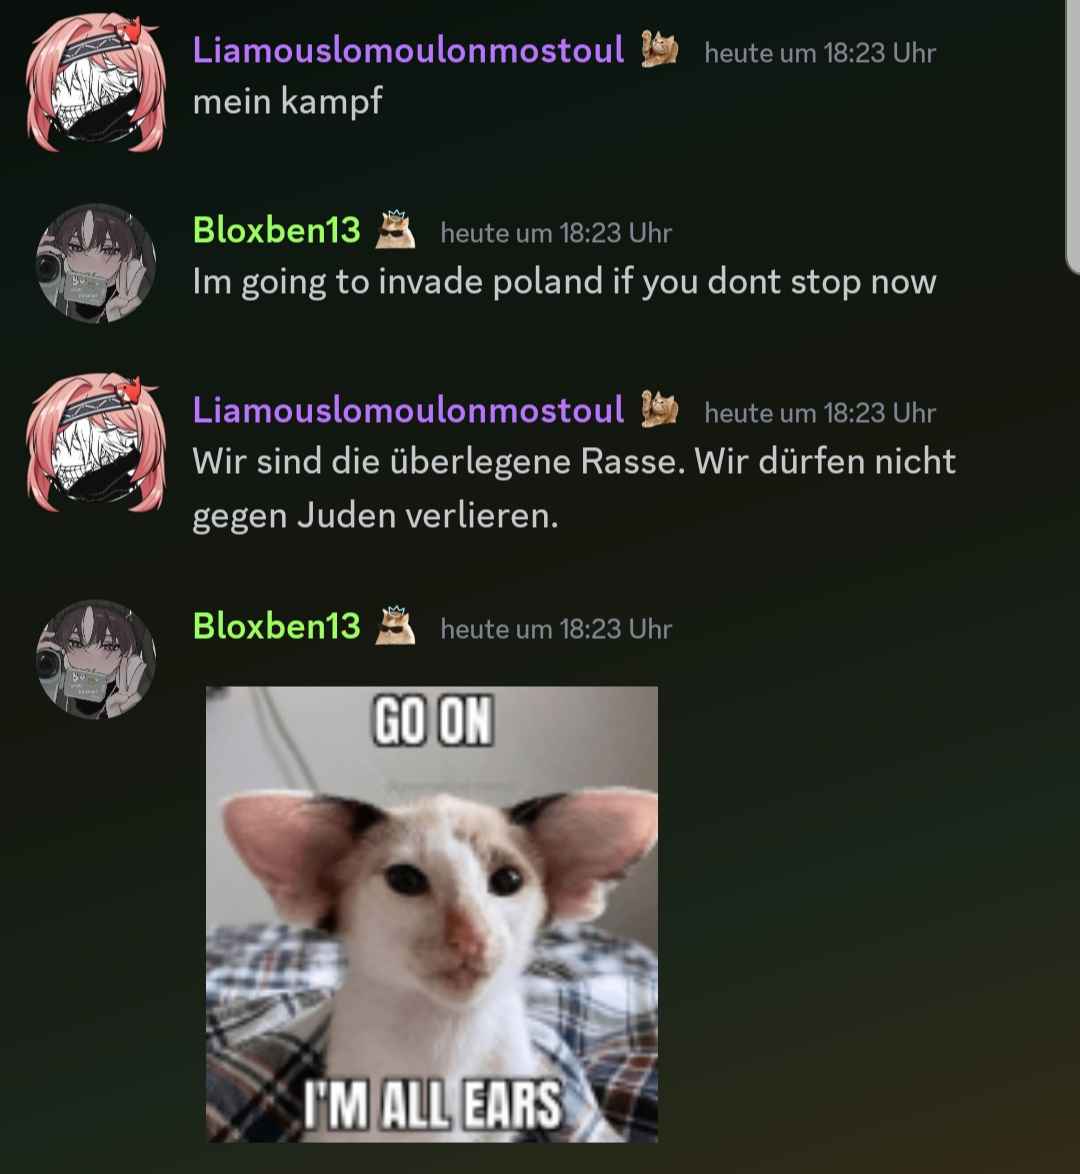 Liamouslomoulonmostoul heute um 18:23 Uhr
mein kampf
Bloxben13 heute um 18:23 Uhr
Im going to invade poland if you dont stop now
Liamouslomoulonmostoul heute um 18:23 Uhr
Wir sind die überlegene Rasse. Wir dürfen nicht
gegen Juden verlieren.
Bloxben13 heute um 18:23 Uhr
GO ON
I'M ALL EARS